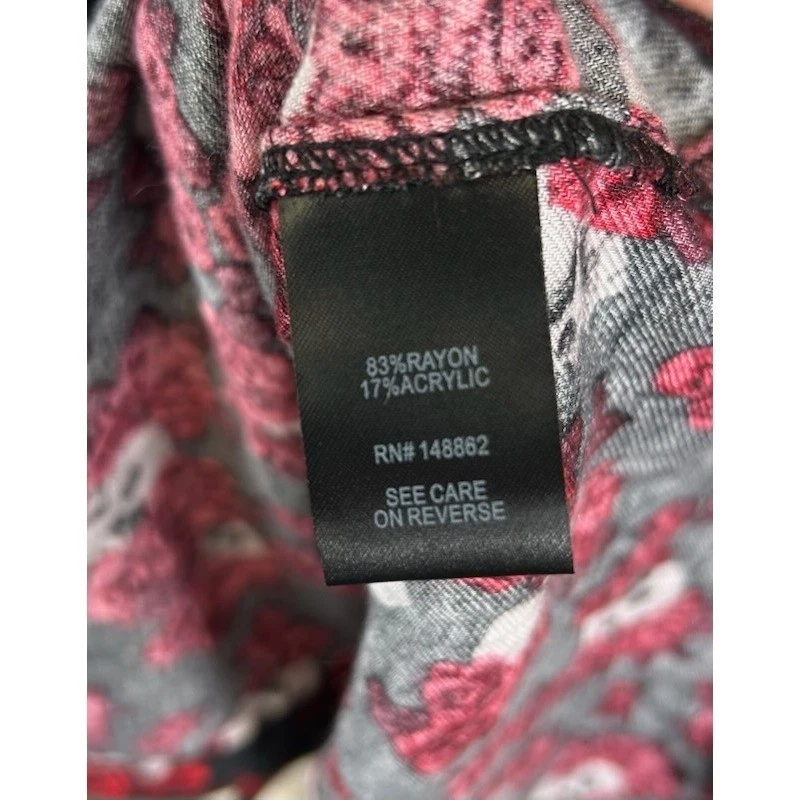 83%RAYON
17%ACRYLIC
RN# 148862
SEE CARE
ON REVERSE